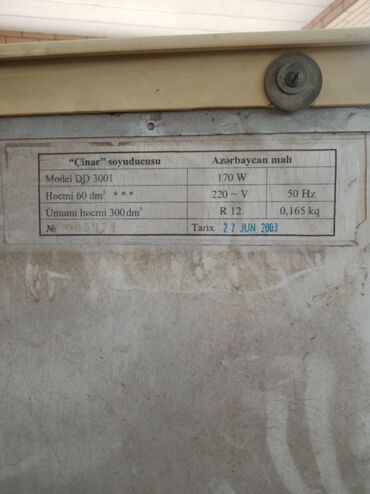 "Çinar" soyuducusu Azərbaycan malı
Model DD 3001 170 W
Həcmi 60 dm³ *** 220 ~ V 50 Hz
Ümumi həcmi 300 dm³ R 12 0,165 kq
№ Tarix 27 JUN 2003